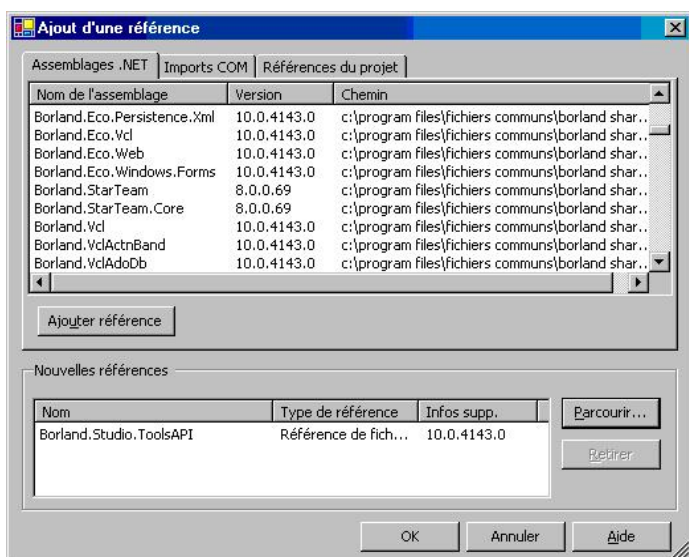 Ajout d'une référence
Assemblages .NET Imports COM Références du projet
Nom de l'assemblage Version Chemin
Borland.Eco.Persistence.Xml 10.0.4143.0 c:\program files\fichiers communs\borland shar..
Borland.Eco.Vcl 10.0.4143.0 c:\program files\fichiers communs\borland shar..
Borland.Eco.Web 10.0.4143.0 c:\program files\fichiers communs\borland shar..
Borland.Eco.Windows.Forms 10.0.4143.0 c:\program files\fichiers communs\borland shar..
Borland.StarTeam 8.0.0.69 c:\program files\fichiers communs\borland shar..
Borland.StarTeam.Core 8.0.0.69 c:\program files\fichiers communs\borland shar..
Borland.Vcl 10.0.4143.0 c:\program files\fichiers communs\borland shar..
Borland.VclActnBand 10.0.4143.0 c:\program files\fichiers communs\borland shar..
Borland.VclAdoDb 10.0.4143.0 c:\program files\fichiers communs\borland shar..
Ajouter référence
Nouvelles références
Nom Type de référence Infos supp.
Borland.Studio.ToolsAPI Référence de fich... 10.0.4143.0
Parcourir...
Retirer
OK Annuler Aide